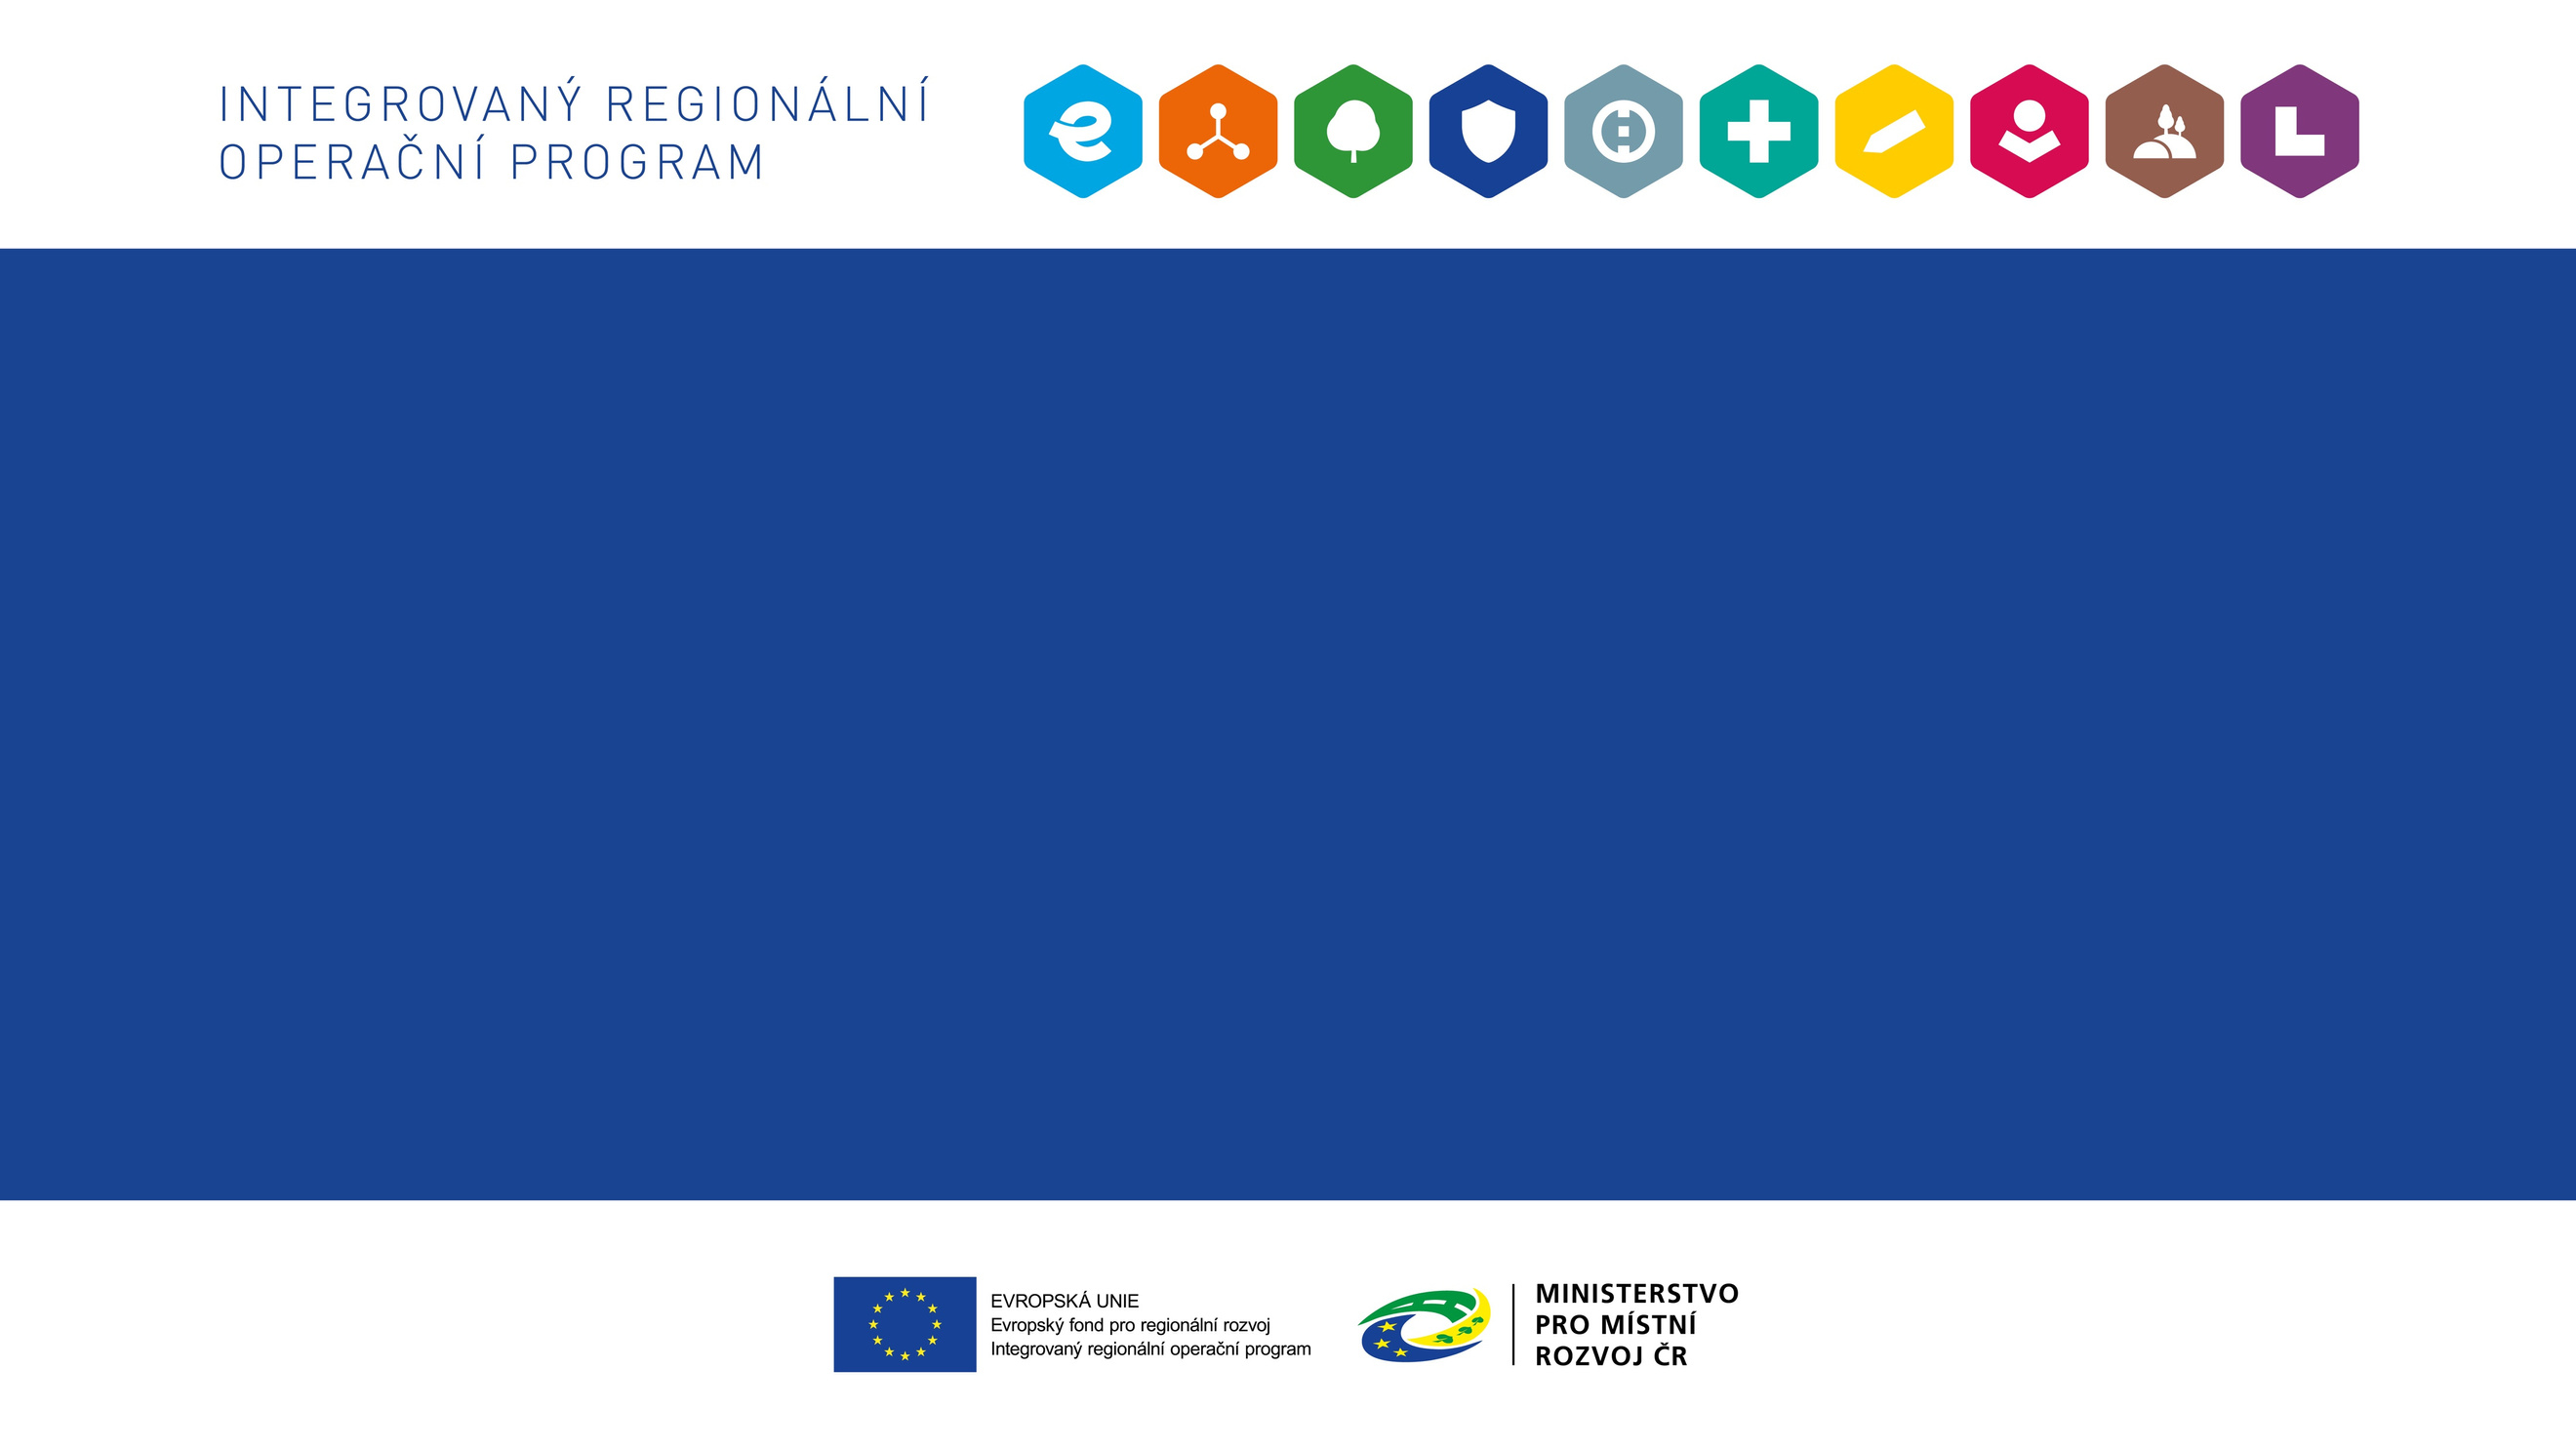 INTEGROVANÝ REGIONÁLNÍ
OPERAČNÍ PROGRAM
EVROPSKÁ UNIE
Evropský fond pro regionální rozvoj
Integrovaný regionální operační program
MINISTERSTVO
PRO MÍSTNÍ
ROZVOJ ČR